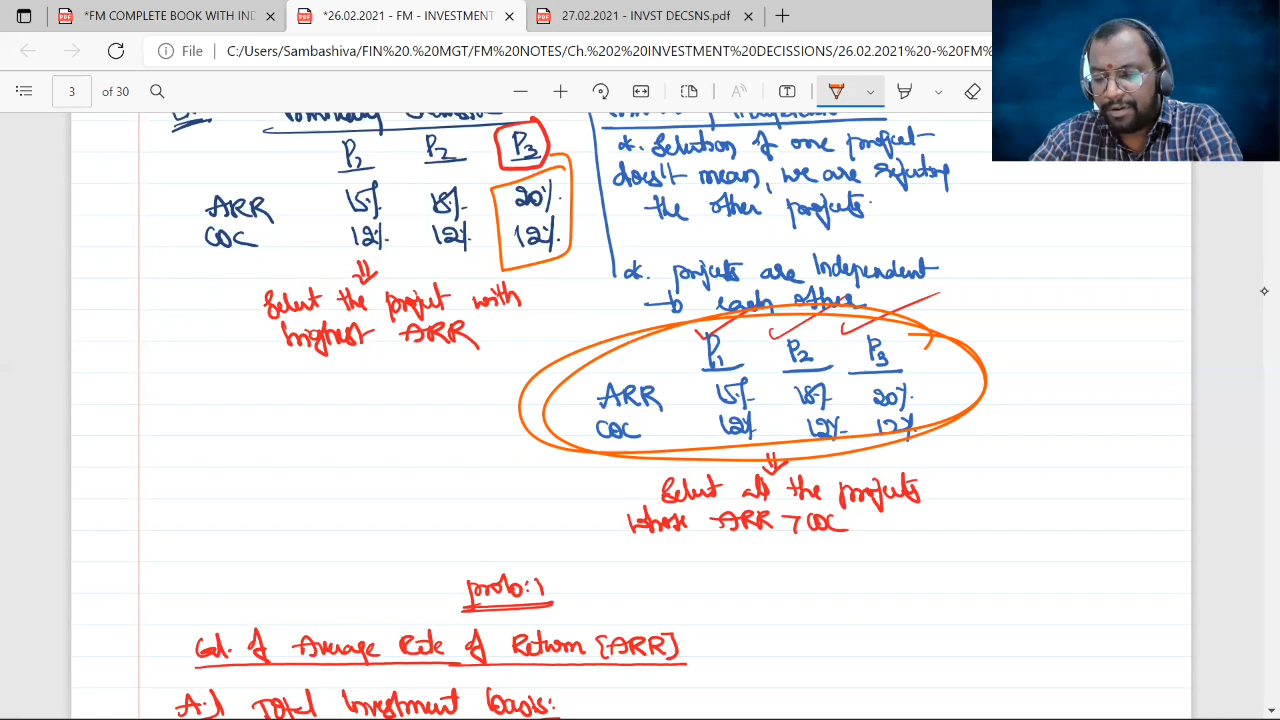 *FM COMPLETE BOOK WITH IND
*26.02.2021 - FM - INVESTMENT
27.02.2021 - INVST DECSNS.pdf
File
C:/Users/Sambashiva/FIN%20.%20MGT/FM%20NOTES/Ch.%202%20INVESTMENT%20DECISSIONS/26.02.2021%20-%20FM%
3 of 30
P1 P2 P3
ARR 15% 18% 20%
COC 12% 12% 12%
Select the project with
highest ARR
*. Selection of one project
doesn't mean, we are rejecting
the other projects.
*. projects are Independent
to each other
P1 P2 P3
ARR 15% 18% 20%
COC 12% 12% 12%
Select all the projects
whose ARR > COC
prob:1
Cal. of Average Rate of Return [ARR]
A.) Total Investment basis: